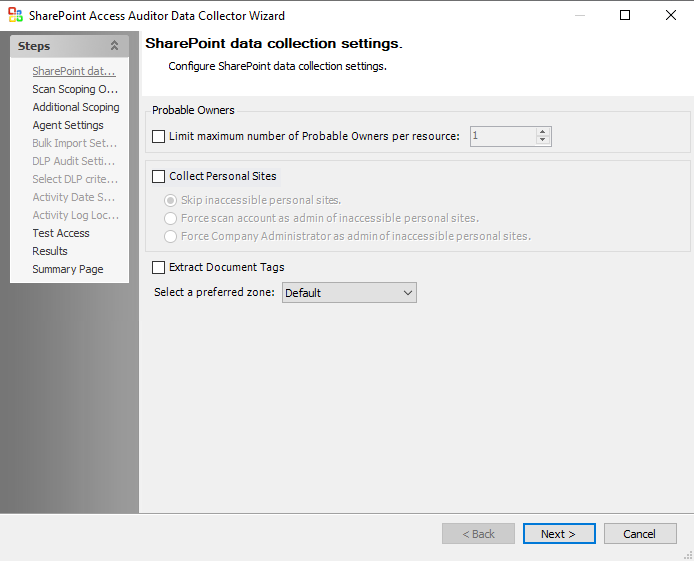 SharePoint Access Auditor Data Collector Wizard
Steps
SharePoint dat...
Scan Scoping O...
Additional Scoping
Agent Settings
Bulk Import Set...
DLP Audit Setti...
Select DLP crite...
Activity Date S...
Activity Log Loc...
Test Access
Results
Summary Page
SharePoint data collection settings.
Configure SharePoint data collection settings.
Probable Owners
Limit maximum number of Probable Owners per resource: 1
Collect Personal Sites
Skip inaccessible personal sites.
Force scan account as admin of inaccessible personal sites.
Force Company Administrator as admin of inaccessible personal sites.
Extract Document Tags
Select a preferred zone: Default
< Back Next > Cancel